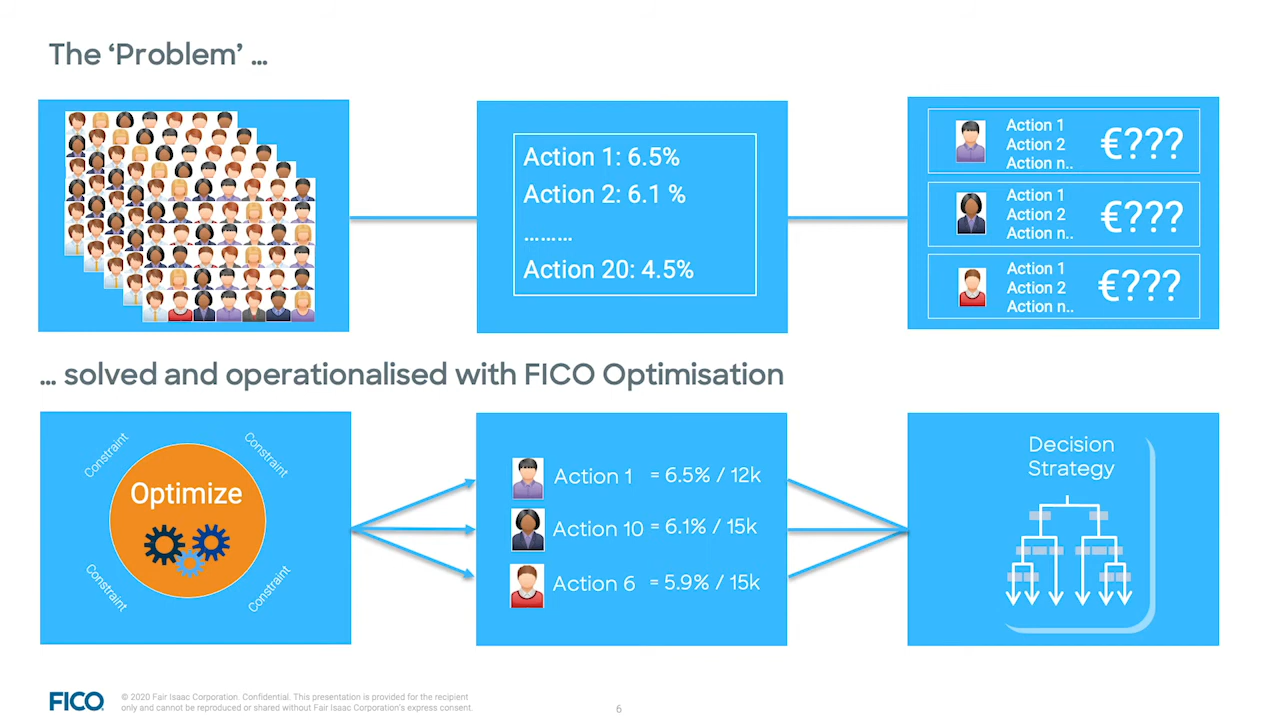 The ‘Problem’ ...
Action 1: 6.5%
Action 2: 6.1 %
.........
Action 20: 4.5%
Action 1
Action 2
Action n..
€???
Action 1
Action 2
Action n..
€???
Action 1
Action 2
Action n..
€???
... solved and operationalised with FICO Optimisation
Constraint
Constraint
Optimize
Constraint
Constraint
Action 1 = 6.5% / 12k
Action 10 = 6.1% / 15k
Action 6 = 5.9% / 15k
Decision
Strategy
FICO
© 2020 Fair Isaac Corporation. Confidential. This presentation is provided for the recipient
only and cannot be reproduced or shared without Fair Isaac Corporation's express consent.
6